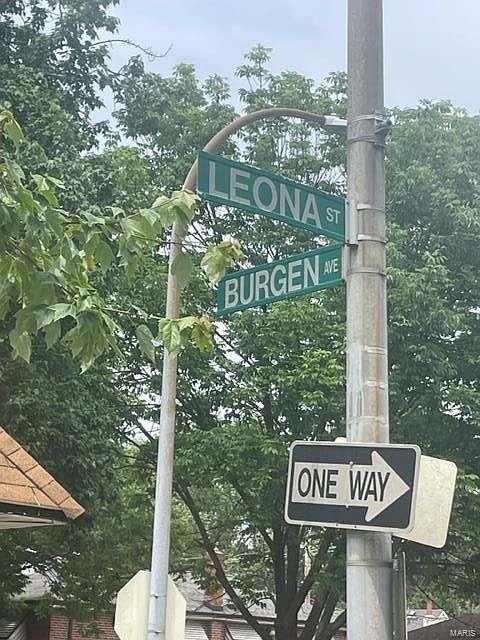 LEONA ST
BURGEN AVE
ONE WAY
MARIS